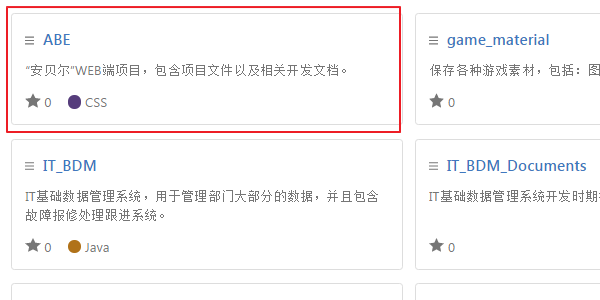 ABE
“安贝尔”WEB端项目，包含项目文件以及相关开发文档。
0 CSS
game_material
保存各种游戏素材，包括：图
0
IT_BDM
IT基础数据管理系统，用于管理部门大部分的数据，并且包含
故障报修处理跟进系统。
0 Java
IT_BDM_Documents
IT基础数据管理系统开发时期
0